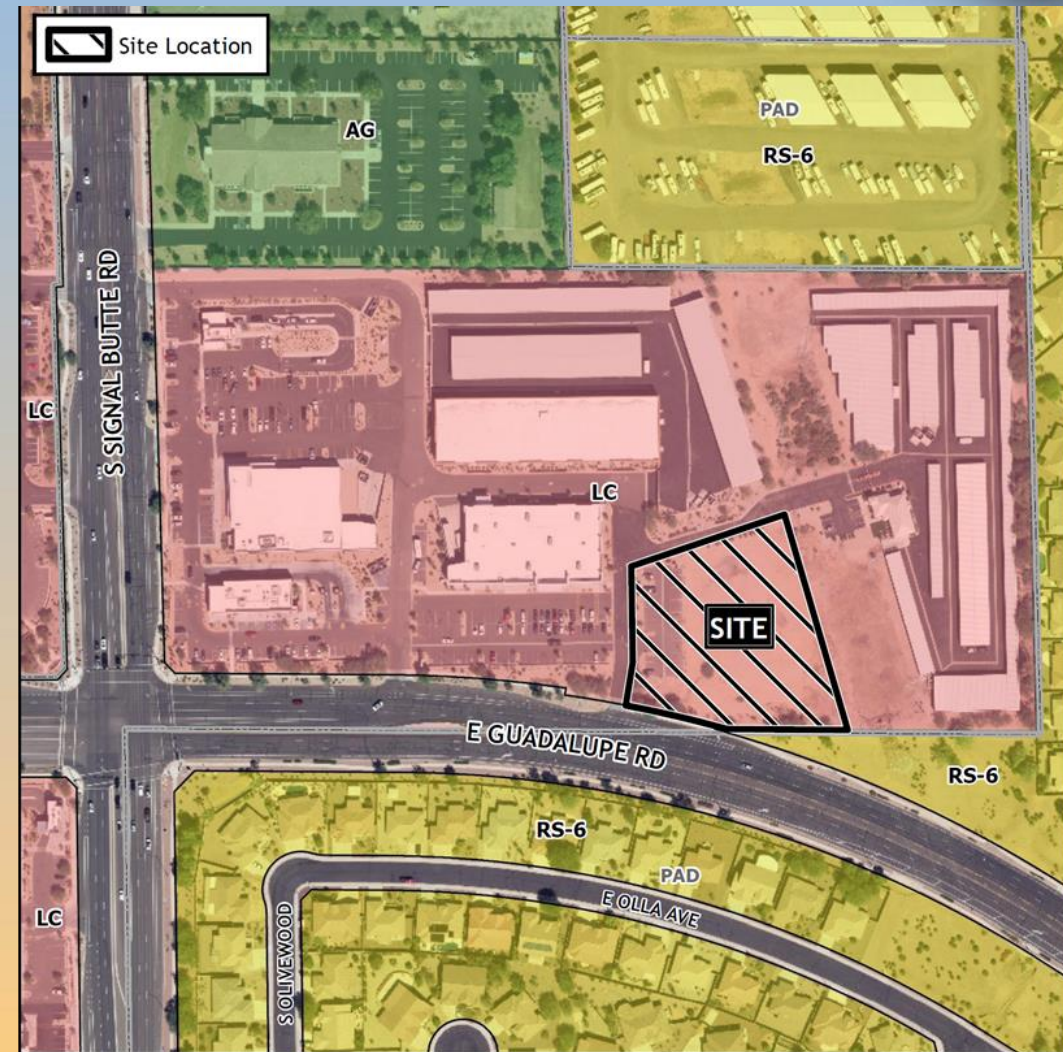 Site Location
AG
PAD
RS-6
S SIGNAL BUTTE RD
LC
LC
SITE
E GUADALUPE RD
RS-6
RS-6
PAD
E OLLA AVE
LC
S OLIVEWOOD